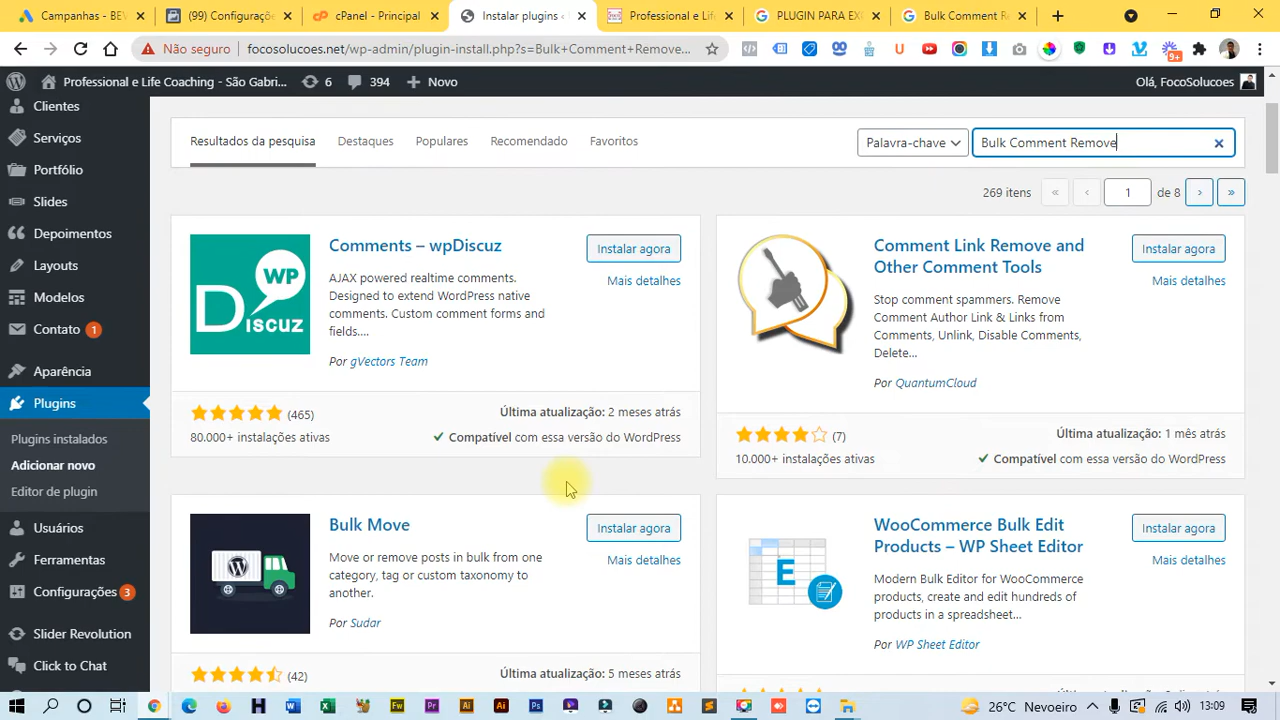 Campanhas - BEV
(99) Configuraçõe
cPanel - Principal
Instalar plugins ‹
Professional e Life
PLUGIN PARA EX
Bulk Comment R
Não seguro
focosolucoes.net/wp-admin/plugin-install.php?s=Bulk+Comment+Remove...
9+
Professional e Life Coaching - São Gabri...
6
394
Novo
Olá, FocoSolucoes
Clientes
Serviços
Portfólio
Slides
Depoimentos
Layouts
Modelos
Contato 1
Aparência
Plugins
Plugins instalados
Adicionar novo
Editor de plugin
Usuários
Ferramentas
Configurações 3
Slider Revolution
Click to Chat
Resultados da pesquisa
Destaques
Populares
Recomendado
Favoritos
Palavra-chave
Bulk Comment Remove
269 itens
«
‹
1
de 8
›
»
WP
Discuz
Comments – wpDiscuz
AJAX powered realtime comments.
Designed to extend WordPress native
comments. Custom comment forms and
fields....
Por gVectors Team
Instalar agora
Mais detalhes
(465)
80.000+ instalações ativas
Última atualização: 2 meses atrás
Compatível com essa versão do WordPress
Comment Link Remove and
Other Comment Tools
Stop comment spammers. Remove
Comment Author Link & Links from
Comments, Unlink, Disable Comments,
Delete...
Por QuantumCloud
Instalar agora
Mais detalhes
(7)
10.000+ instalações ativas
Última atualização: 1 mês atrás
Compatível com essa versão do WordPress
Bulk Move
Move or remove posts in bulk from one
category, tag or custom taxonomy to
another.
Por Sudar
Instalar agora
Mais detalhes
(42)
Última atualização: 5 meses atrás
E
WooCommerce Bulk Edit
Products – WP Sheet Editor
Modern Bulk Editor for WooCommerce
products, create and edit hundreds of
products in a spreadsheet...
Por WP Sheet Editor
Instalar agora
Mais detalhes
26°C Nevoeiro
13:09